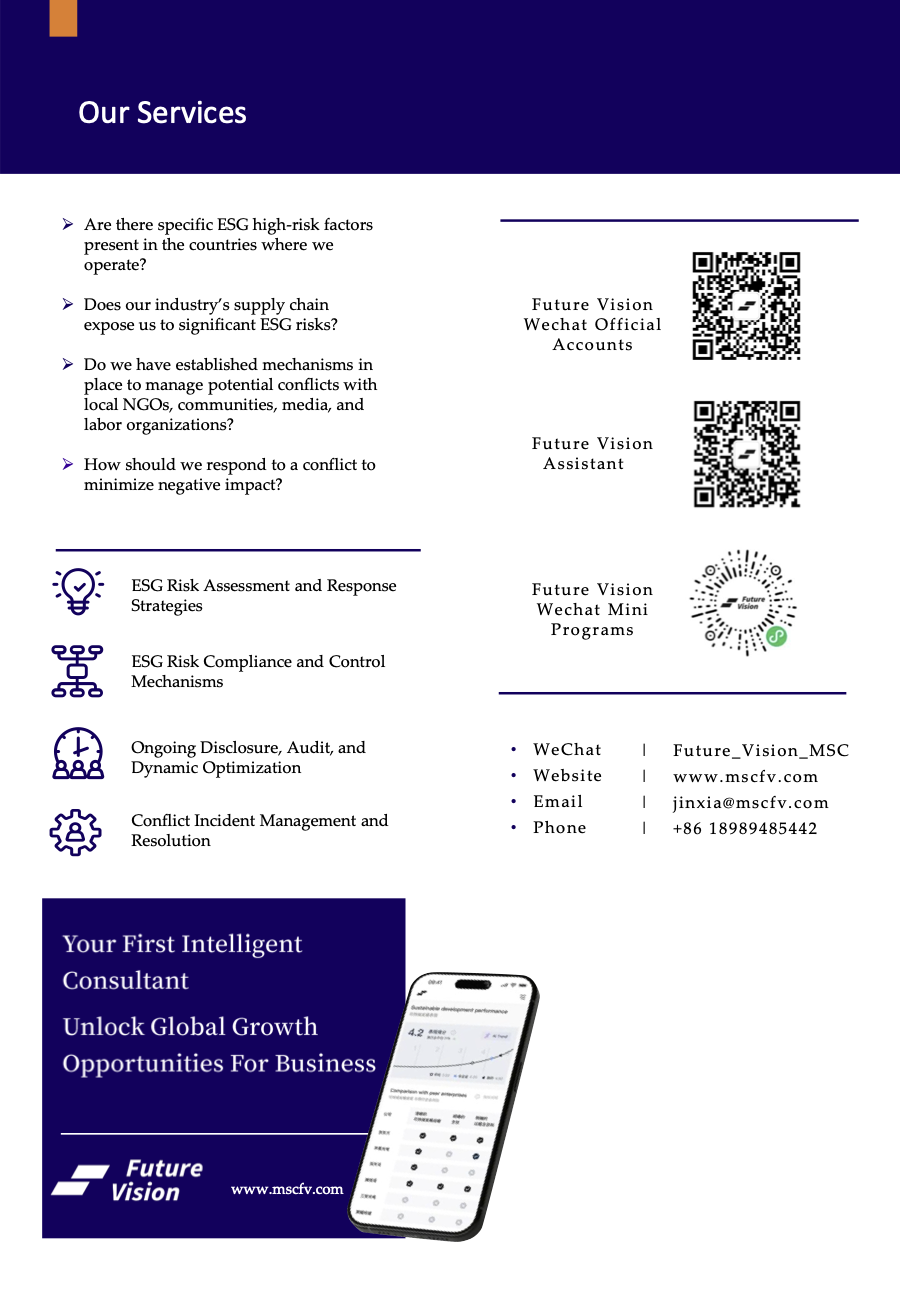 Our Services
Are there specific ESG high-risk factors
present in the countries where we
operate?
Does our industry's supply chain
expose us to significant ESG risks?
Do we have established mechanisms in
place to manage potential conflicts with
local NGOs, communities, media, and
labor organizations?
How should we respond to a conflict to
minimize negative impact?
ESG Risk Assessment and Response
Strategies
ESG Risk Compliance and Control
Mechanisms
Ongoing Disclosure, Audit, and
Dynamic Optimization
Conflict Incident Management and
Resolution
Future Vision
Wechat Official
Accounts
Future Vision
Assistant
Future Vision
Wechat Mini
Programs
Future
Vision
• WeChat | Future_Vision_MSC
• Website | www.mscfv.com
• Email | jinxia@mscfv.com
• Phone | +86 18989485442
Your First Intelligent
Consultant
Unlock Global Growth
Opportunities For Business
Future
Vision
www.mscfv.com
09:41
Sustainable development performance
4.2
Comparison with peer enterprises